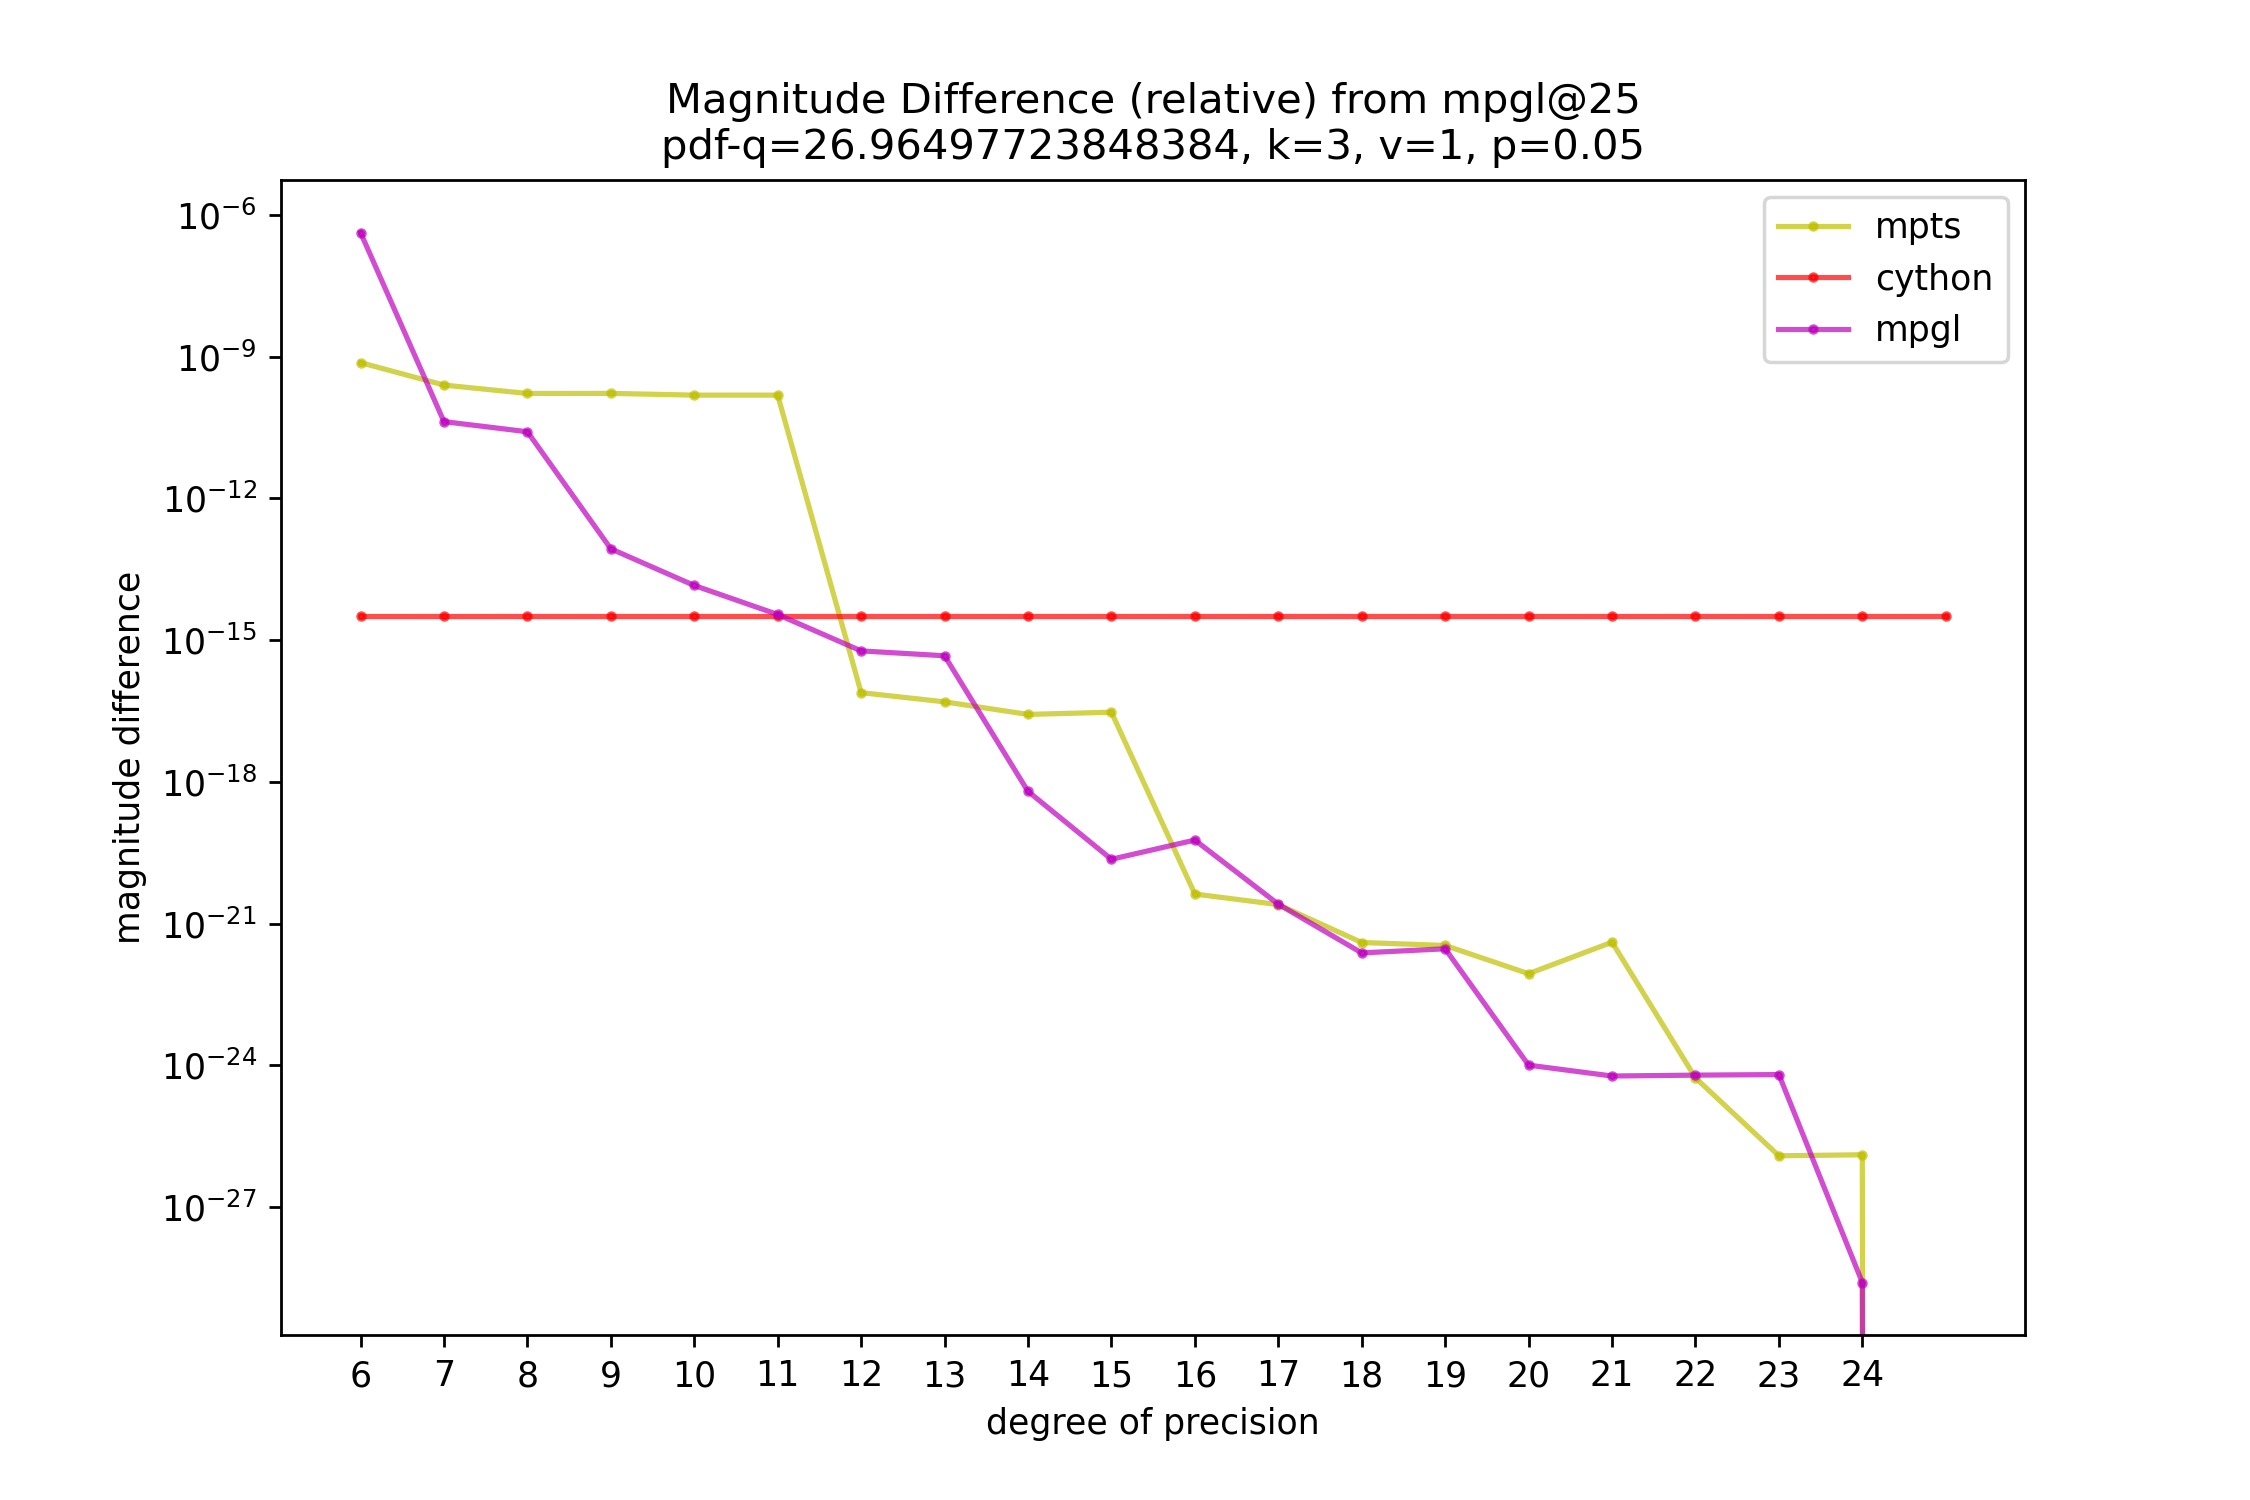 Magnitude Difference (relative) from mpgl@25
pdf-q=26.96497723848384, k=3, v=1, p=0.05
mpts
cython
mpgl
magnitude difference
10⁻⁶
10⁻⁹
10⁻¹²
10⁻¹⁵
10⁻¹⁸
10⁻²¹
10⁻²⁴
10⁻²⁷
6 7 8 9 10 11 12 13 14 15 16 17 18 19 20 21 22 23 24
degree of precision